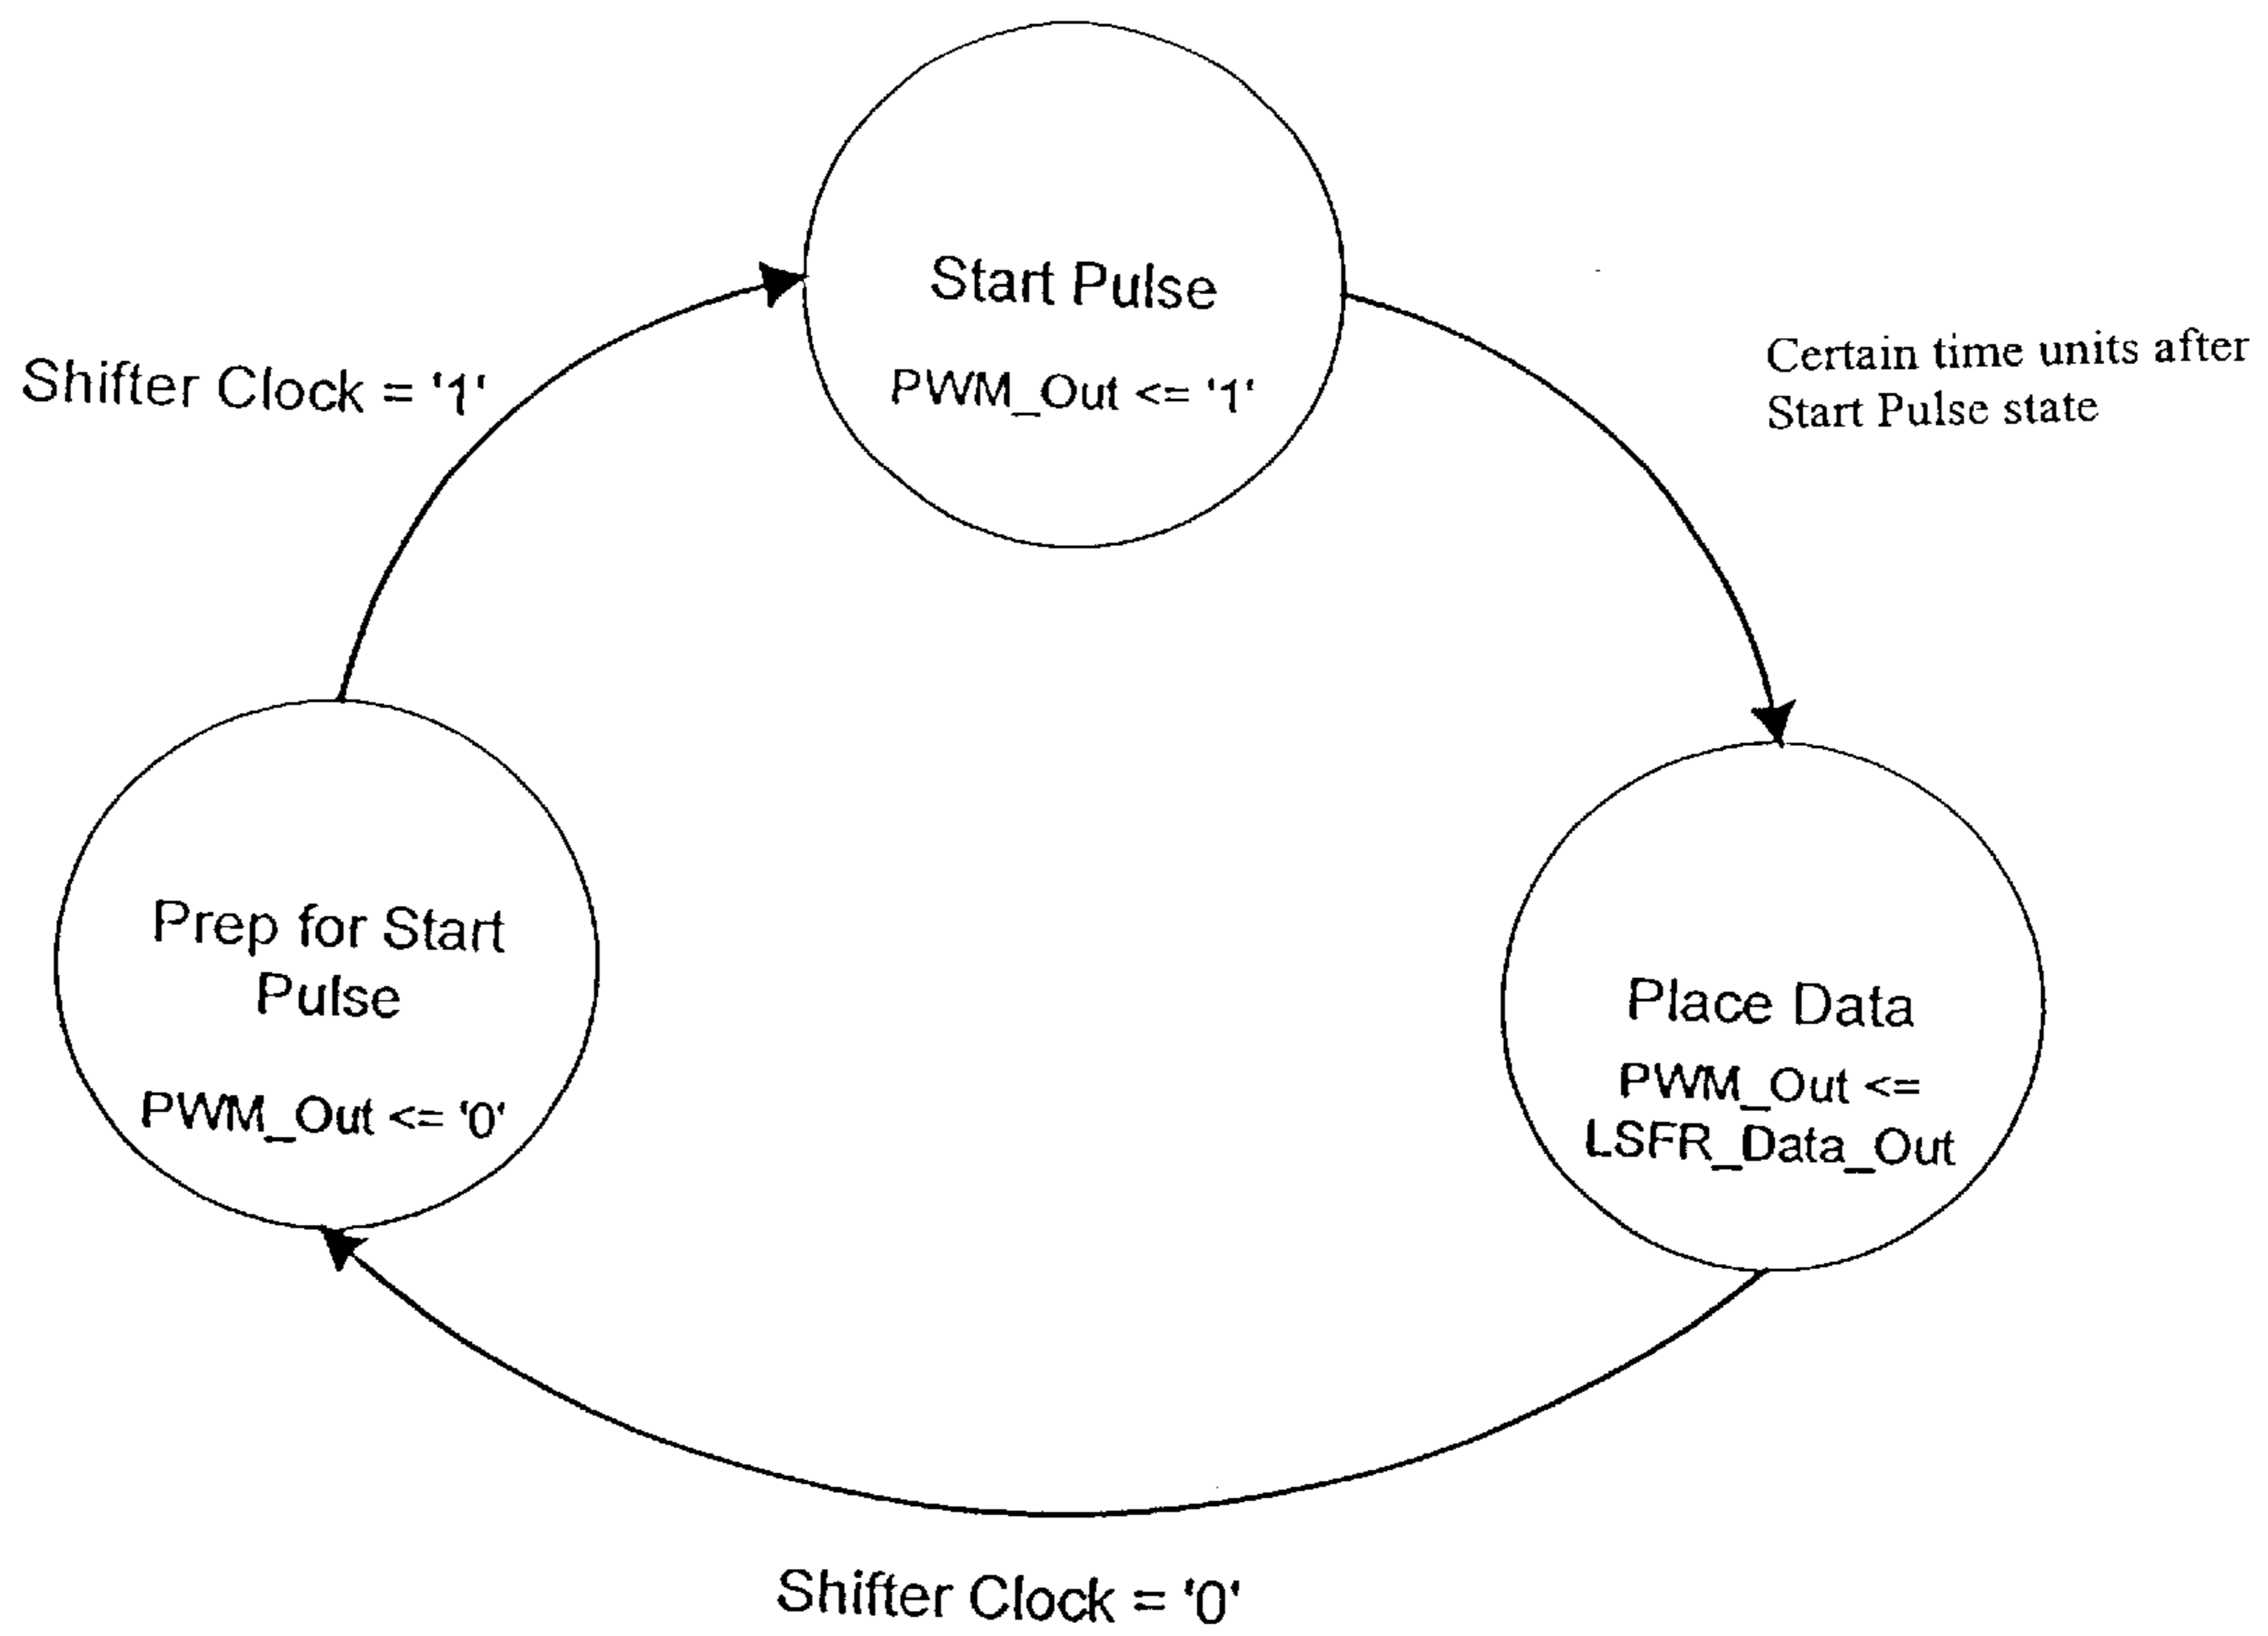 Start Pulse
PWM_Out <= '1'
Shifter Clock = '1'
Certain time units after
Start Pulse state
Prep for Start
Pulse
PWM_Out <= '0'
Place Data
PWM_Out <=
LSFR_Data_Out
Shifter Clock = '0'